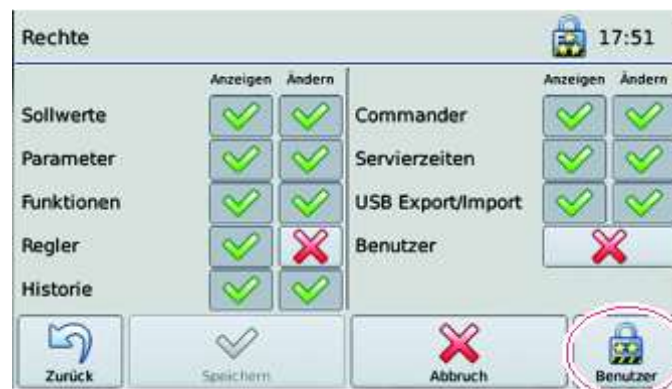 Rechte 17:51
Anzeigen Ändern Anzeigen Ändern
Sollwerte Commander
Parameter Servierzeiten
Funktionen USB Export/Import
Regler Benutzer
Historie
Zurück Speichern Abbruch Benutzer